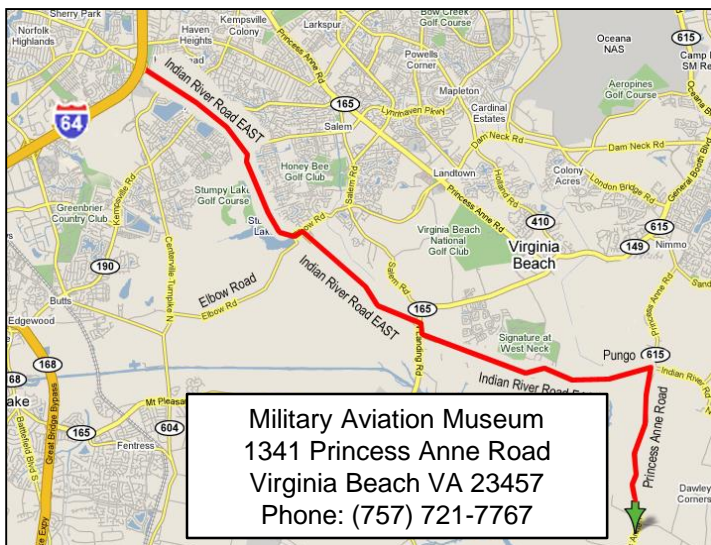 Sherry Park
Norfolk
Highlands
Haven
Heights
Kempsville
Colony
Larkspur
Bow Creek
Golf Course
Princess Anne Rd
Powells
Corner
Oceana
NAS
615
Aeropines
Golf Course
Indian River Road EAST
64
165
Lynnhaven Pkwy
Mapleton
Cardinal
Estates
Salem
Dam Neck Rd
Dam Neck Rd
General Booth Blvd
Honey Bee
Golf Club
Salem Rd
Landtown
Holland Rd
Colony
Acres
London Bridge Rd
Stumpy Lake
Golf Course
Greenbrier
Country Club
Kempsville Rd
Princess Anne Rd
Virginia Beach
National
Golf Club
410
Virginia
Beach
615
149
Nimmo
190
Centerville Turnpike N
Elbow Road
Elbow Rd
Butts
Indian River Road EAST
Salem Rd
165
Princess Anne Rd
Edgewood
168
Signature at
West Neck
Pungo
615
Indian River Rd
Great Bridge Bypass
Battlefield Blvd S
165
Fentress
604
Princess Anne Road
Dawley
Corners
Military Aviation Museum
1341 Princess Anne Road
Virginia Beach VA 23457
Phone: (757) 721-7767